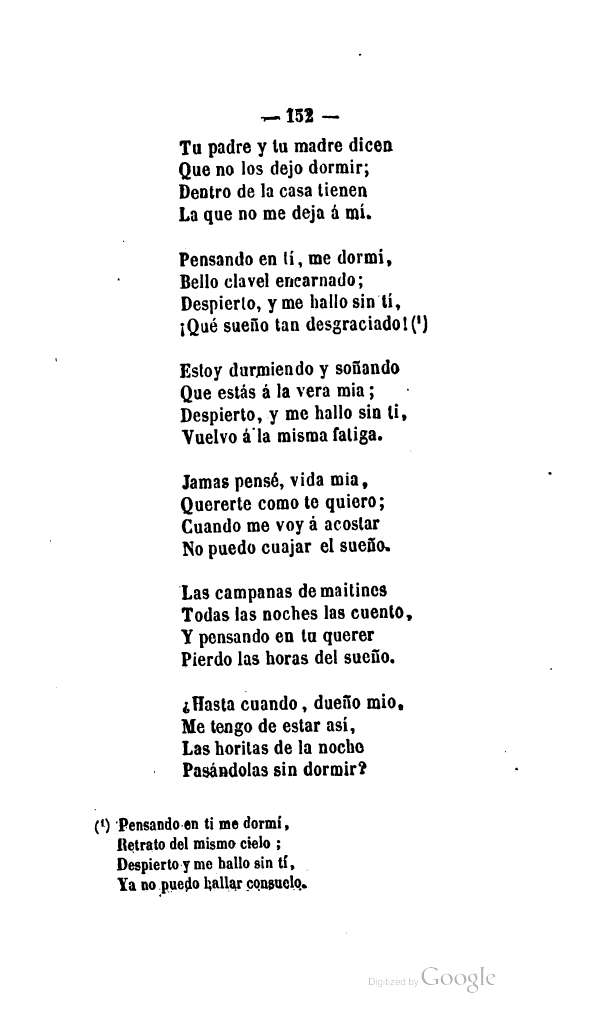 — 152 —
Tu padre y tu madre dicen
Que no los dejo dormir;
Dentro de la casa tienen
La que no me deja á mí.

Pensando en tí, me dormí,
Bello clavel encarnado;
Despierto, y me hallo sin tí,
¡Qué sueño tan desgraciado! (¹)

Estoy durmiendo y soñando
Que estás á la vera mia;
Despierto, y me hallo sin ti,
Vuelvo á la misma fatiga.

Jamas pensé, vida mia,
Quererte como te quiero;
Cuando me voy á acostar
No puedo cuajar el sueño.

Las campanas de maitines
Todas las noches las cuento,
Y pensando en tu querer
Pierdo las horas del sueño.

¿Hasta cuando, dueño mio,
Me tengo de estar así,
Las horitas de la noche
Pasándolas sin dormir?

(¹) Pensando en ti me dormí,
Retrato del mismo cielo;
Despierto y me hallo sin tí,
Ya no puedo hallar consuelo.
Digitized by Google